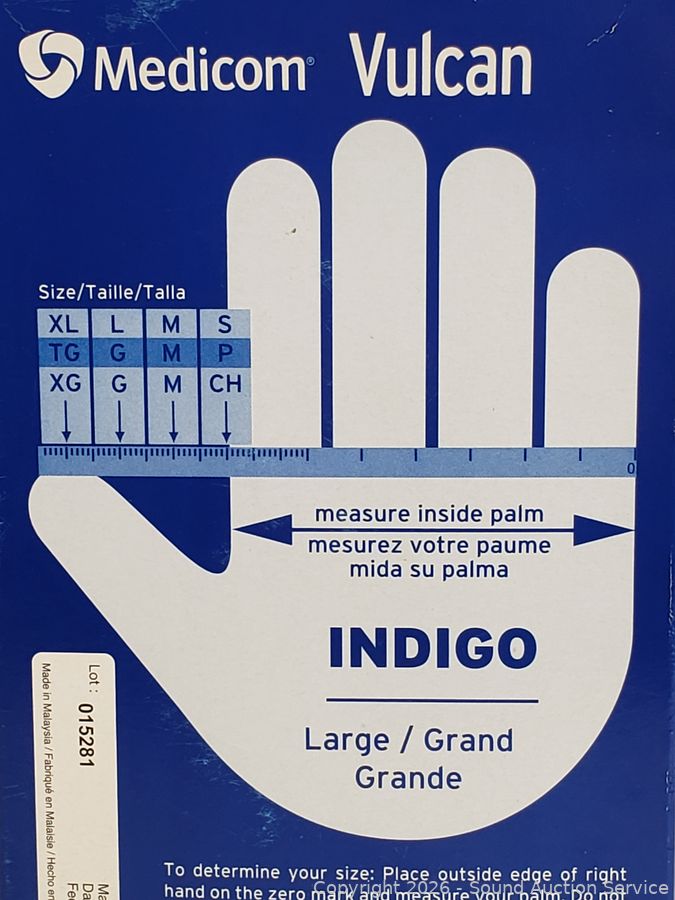 Medicom® Vulcan
Size/Taille/Talla
XL L M S
TG G M P
XG G M CH
0
measure inside palm
mesurez votre paume
mida su palma
INDIGO
Large / Grand
Grande
Lot : 015281
Made in Malaysia / Fabriqué en Malaisie / Hecho en
To determine your size: Place outside edge of right
hand on the zero mark and measure your palm. Do not
Copyright 2026 - Sound Auction Service